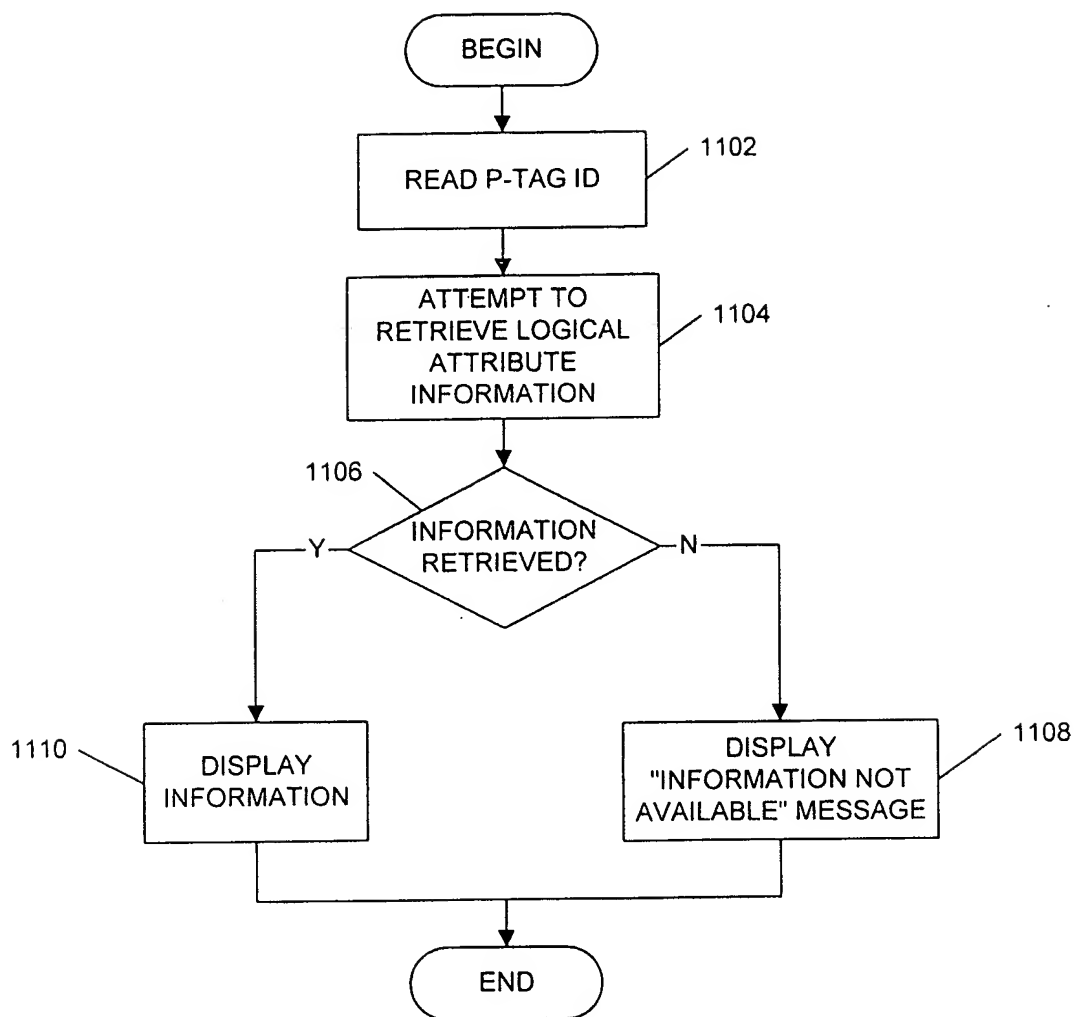 BEGIN
READ P-TAG ID
1102
ATTEMPT TO
RETRIEVE LOGICAL
ATTRIBUTE
INFORMATION
1104
1106
INFORMATION
RETRIEVED?
Y
N
1110
DISPLAY
INFORMATION
DISPLAY
"INFORMATION NOT
AVAILABLE" MESSAGE
1108
END